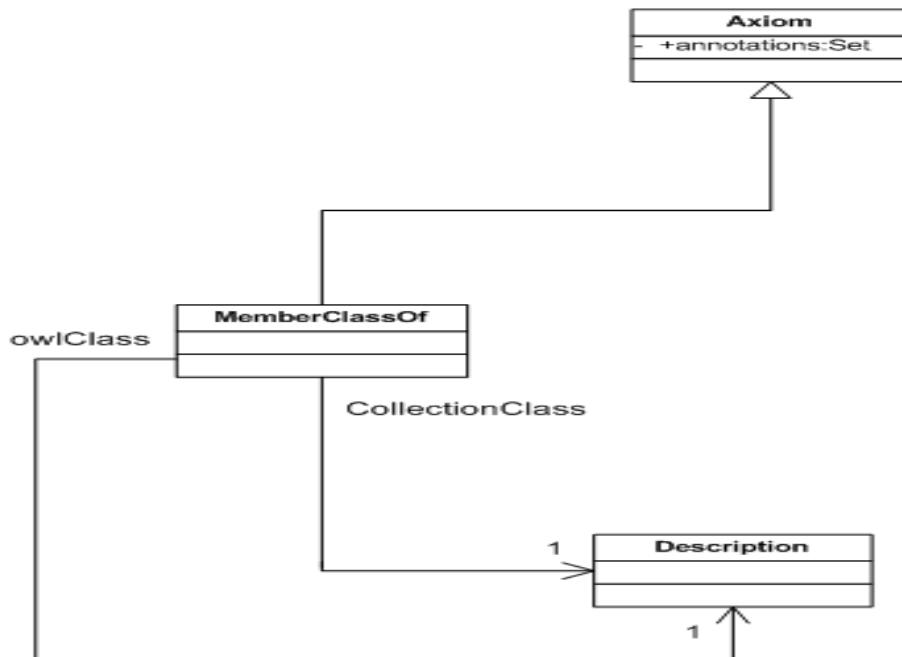 Axiom
- +annotations:Set
MemberClassOf
owlClass
CollectionClass
1
Description
1